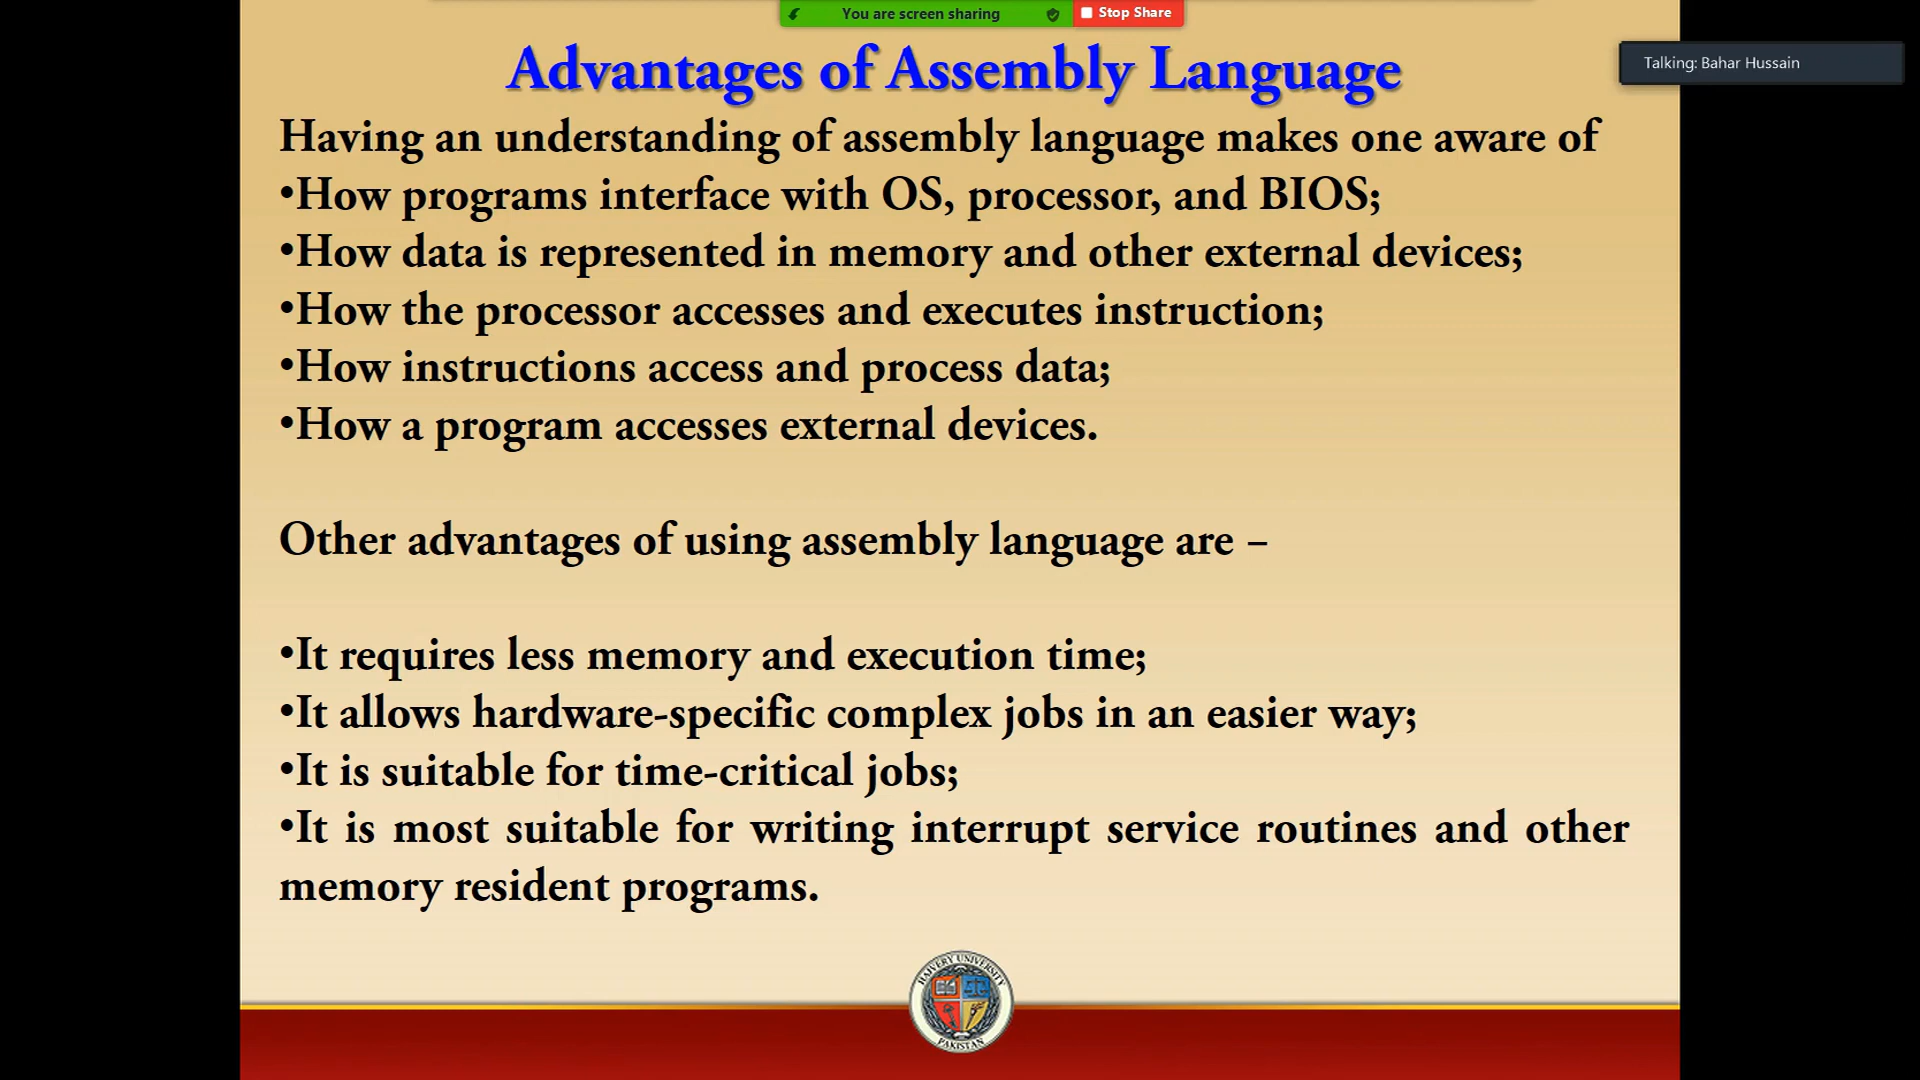 You are screen sharing
Stop Share
Talking: Bahar Hussain
Advantages of Assembly Language
Having an understanding of assembly language makes one aware of
•How programs interface with OS, processor, and BIOS;
•How data is represented in memory and other external devices;
•How the processor accesses and executes instruction;
•How instructions access and process data;
•How a program accesses external devices.
Other advantages of using assembly language are –
•It requires less memory and execution time;
•It allows hardware-specific complex jobs in an easier way;
•It is suitable for time-critical jobs;
•It is most suitable for writing interrupt service routines and other
memory resident programs.
UNIVERSITY
PAKISTAN